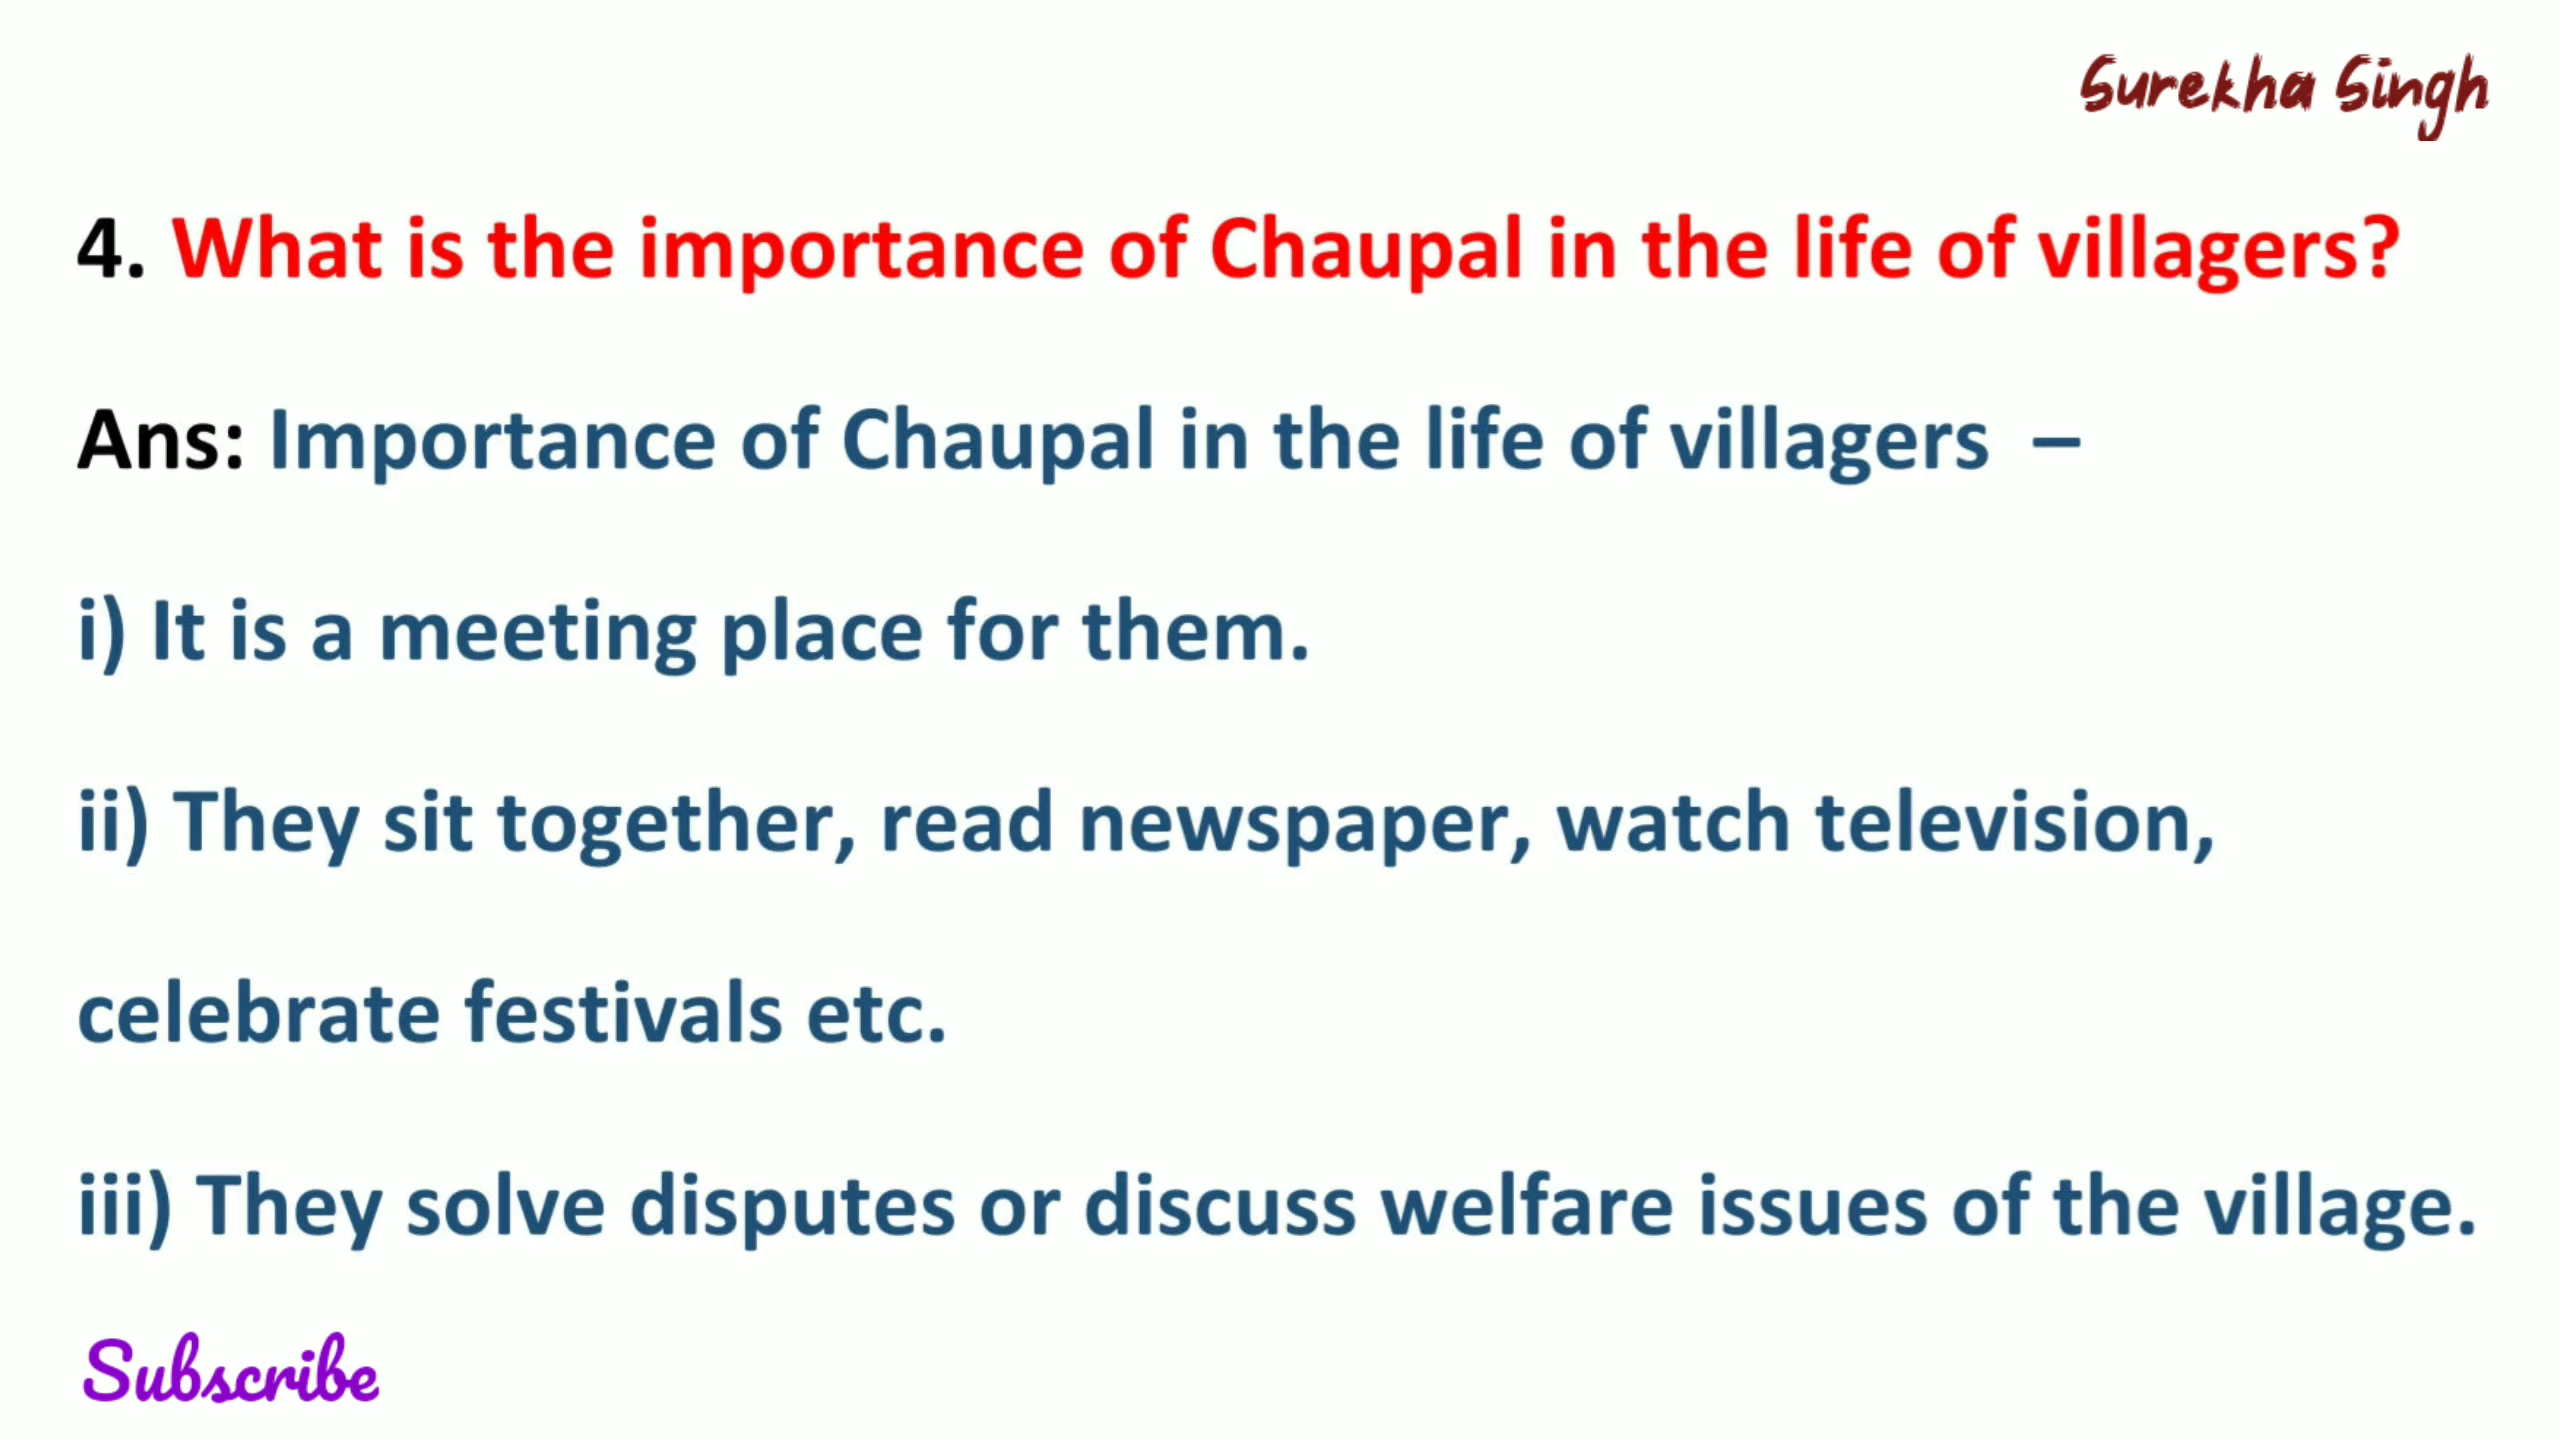 Surekha Singh
4. What is the importance of Chaupal in the life of villagers?
Ans: Importance of Chaupal in the life of villagers –
i) It is a meeting place for them.
ii) They sit together, read newspaper, watch television,
celebrate festivals etc.
iii) They solve disputes or discuss welfare issues of the village.
Subscribe